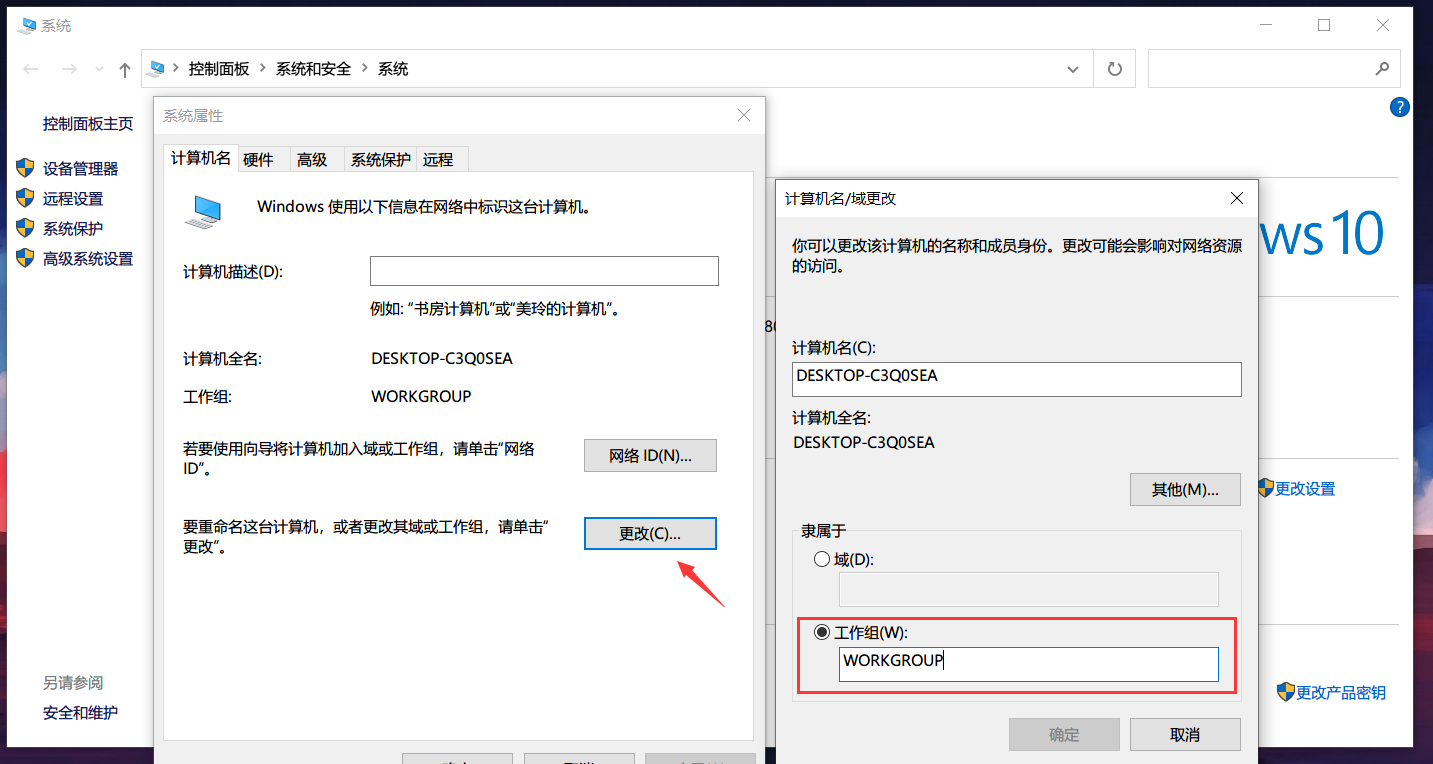 系统
控制面板
系统和安全
系统
?
控制面板主页
设备管理器
远程设置
系统保护
高级系统设置
另请参阅
安全和维护
系统属性
计算机名
硬件
高级
系统保护
远程
Windows 使用以下信息在网络中标识这台计算机。
计算机描述(D):
例如: “书房计算机”或“美玲的计算机”。
计算机全名:
DESKTOP-C3Q0SEA
工作组:
WORKGROUP
若要使用向导将计算机加入域或工作组，请单击“网络
ID”。
网络 ID(N)...
要重命名这台计算机，或者更改其域或工作组，请单击“
更改”。
更改(C)...
计算机名/域更改
你可以更改该计算机的名称和成员身份。更改可能会影响对网络资源
的访问。
计算机名(C):
DESKTOP-C3Q0SEA
计算机全名:
DESKTOP-C3Q0SEA
其他(M)...
隶属于
域(D):
工作组(W):
WORKGROUP
确定
取消
ws 10
更改设置
更改产品密钥